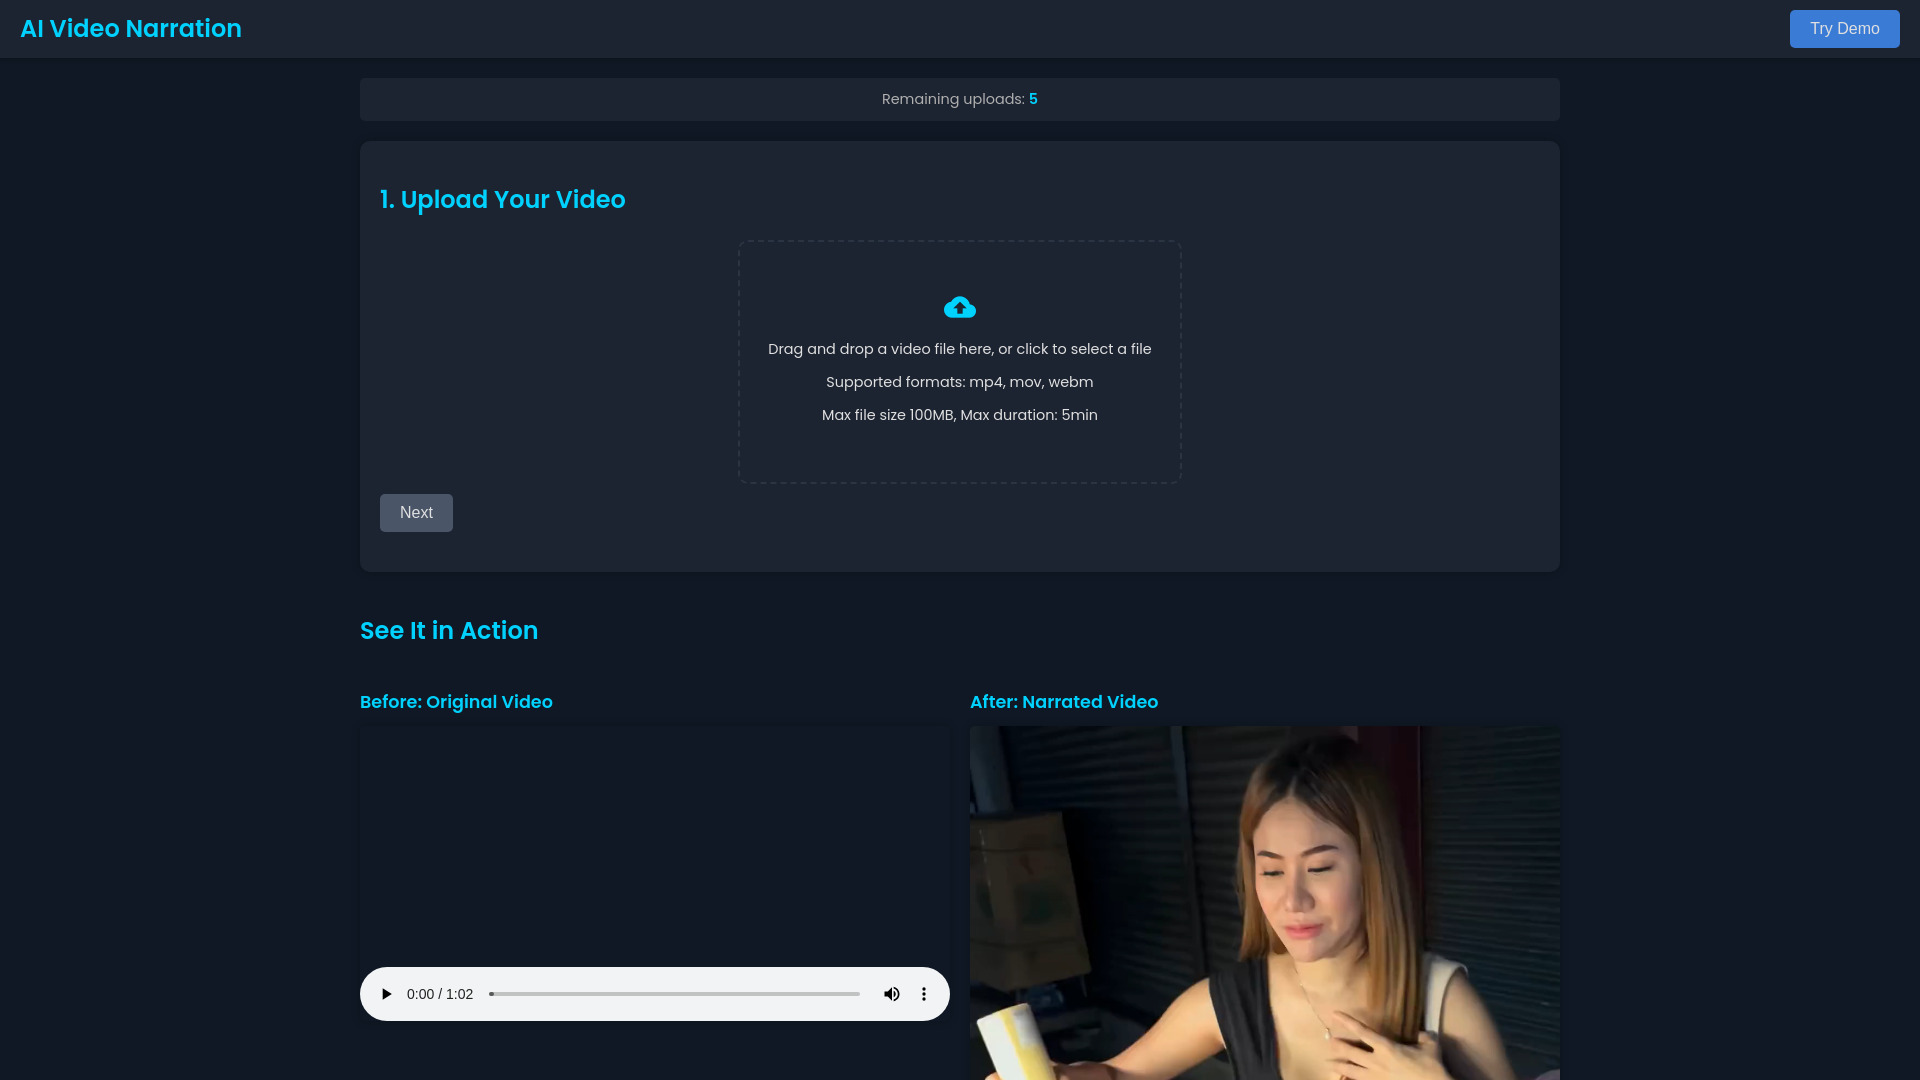 AI Video Narration
Try Demo
Remaining uploads: 5
1. Upload Your Video
Drag and drop a video file here, or click to select a file
Supported formats: mp4, mov, webm
Max file size 100MB, Max duration: 5min
Next
See It in Action
Before: Original Video
After: Narrated Video
0:00 / 1:02